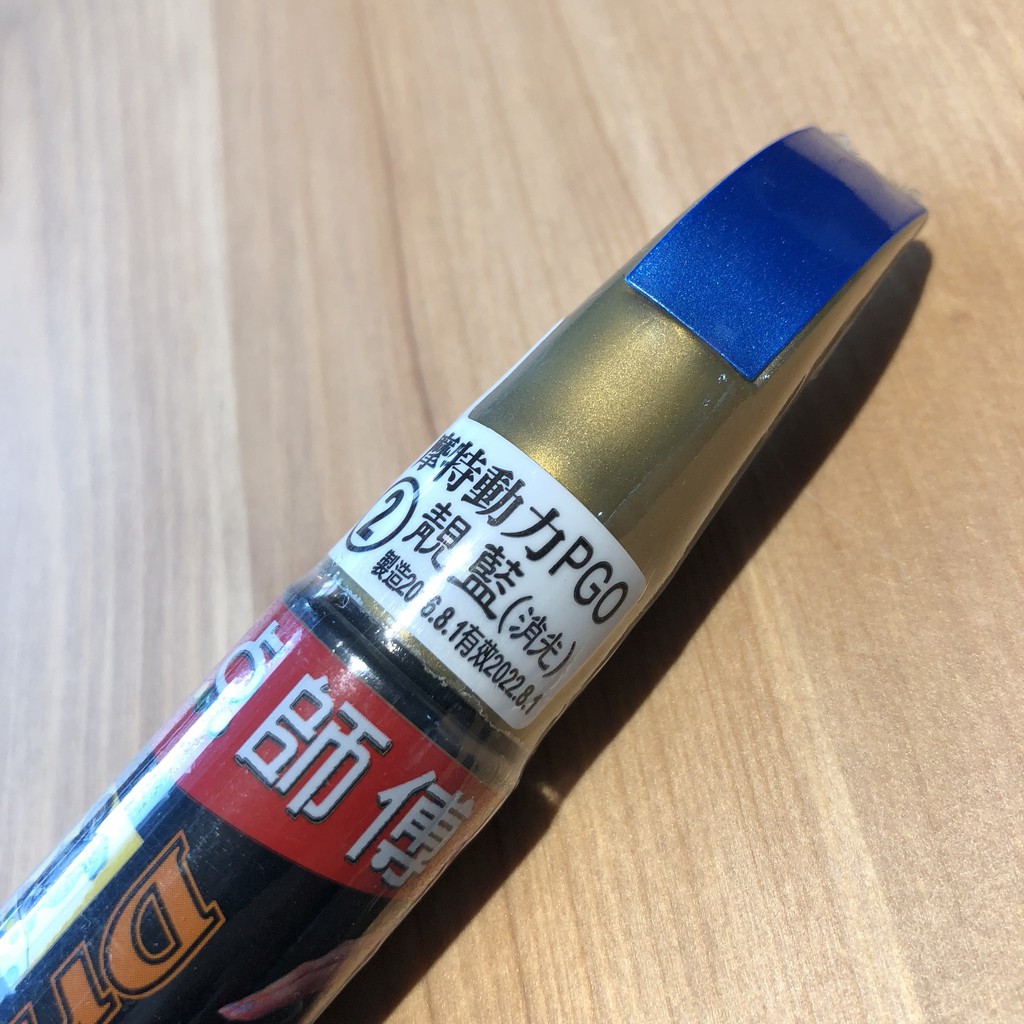 摩特動力PGO
②靚藍(消光)
製造20 6.8.1有效2022.8.1
師傅